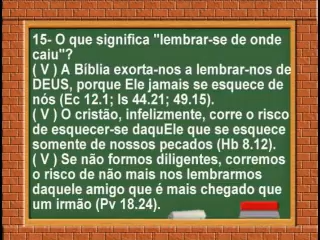 15- O que significa "lembrar-se de onde
caiu"?
( V ) A Bíblia exorta-nos a lembrar-nos de
DEUS, porque Ele jamais se esquece de
nós (Ec 12.1; Is 44.21; 49.15).
( V ) O cristão, infelizmente, corre o risco
de esquecer-se daquEle que se esquece
somente de nossos pecados (Hb 8.12).
( V ) Se não formos diligentes, corremos
o risco de não mais nos lembrarmos
daquele amigo que é mais chegado que
um irmão (Pv 18.24).